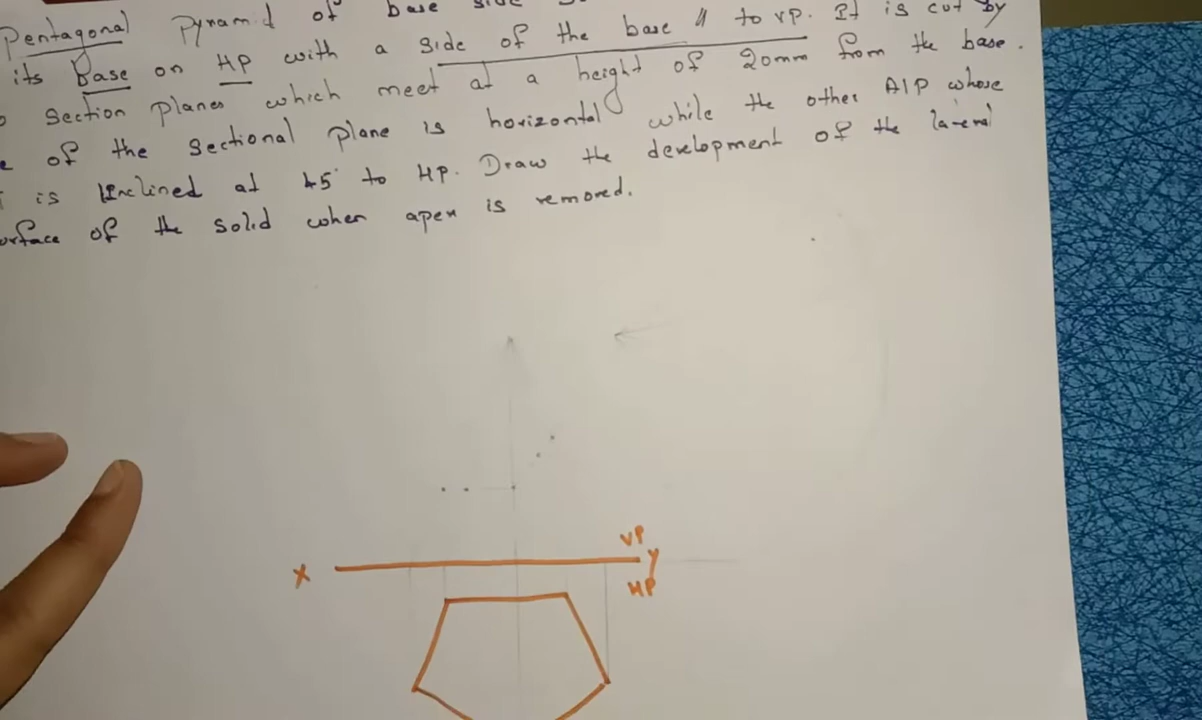 Pentagonal pyramid of base side
its Base on HP with a side of the base // to VP. It is cut by
section planes which meet at a height of 20mm from the base.
of the sectional plane is horizontal while the other AIP whose
is Inclined at 45° to HP. Draw the development of the lateral
of the solid when apex is removed.
VP
X
Y
HP